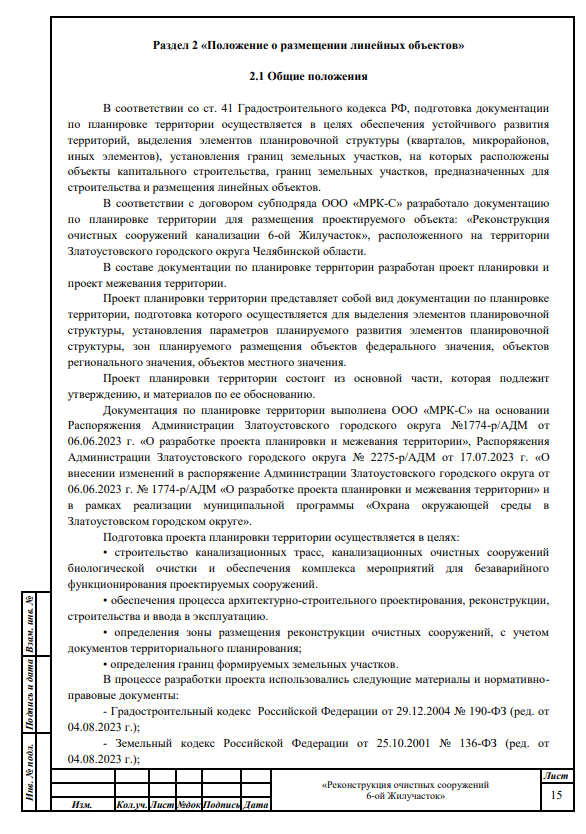 Раздел 2 «Положение о размещении линейных объектов»
2.1 Общие положения
В соответствии со ст. 41 Градостроительного кодекса РФ, подготовка документации
по планировке территории осуществляется в целях обеспечения устойчивого развития
территорий, выделения элементов планировочной структуры (кварталов, микрорайонов,
иных элементов), установления границ земельных участков, на которых расположены
объекты капитального строительства, границ земельных участков, предназначенных для
строительства и размещения линейных объектов.
В соответствии с договором субподряда ООО «МРК-С» разработало документацию
по планировке территории для размещения проектируемого объекта: «Реконструкция
очистных сооружений канализации 6-ой Жилучасток», расположенного на территории
Златоустовского городского округа Челябинской области.
В составе документации по планировке территории разработан проект планировки и
проект межевания территории.
Проект планировки территории представляет собой вид документации по планировке
территории, подготовка которого осуществляется для выделения элементов планировочной
структуры, установления параметров планируемого развития элементов планировочной
структуры, зон планируемого размещения объектов федерального значения, объектов
регионального значения, объектов местного значения.
Проект планировки территории состоит из основной части, которая подлежит
утверждению, и материалов по ее обоснованию.
Документация по планировке территории выполнена ООО «МРК-С» на основании
Распоряжения Администрации Златоустовского городского округа №1774-р/АДМ от
06.06.2023 г. «О разработке проекта планировки и межевания территории», Распоряжения
Администрации Златоустовского городского округа № 2275-р/АДМ от 17.07.2023 г. «О
внесении изменений в распоряжение Администрации Златоустовского городского округа от
06.06.2023 г. № 1774-р/АДМ «О разработке проекта планировки и межевания территории» и
в рамках реализации муниципальной программы «Охрана окружающей среды в
Златоустовском городском округе».
Подготовка проекта планировки территории осуществляется в целях:
• строительство канализационных трасс, канализационных очистных сооружений
биологической очистки и обеспечения комплекса мероприятий для безаварийного
функционирования проектируемых сооружений.
• обеспечения процесса архитектурно-строительного проектирования, реконструкции,
строительства и ввода в эксплуатацию.
• определения зоны размещения реконструкции очистных сооружений, с учетом
документов территориального планирования;
• определения границ формируемых земельных участков.
В процессе разработки проекта использовались следующие материалы и нормативно-
правовые документы:
- Градостроительный кодекс Российской Федерации от 29.12.2004 № 190-ФЗ (ред. от
04.08.2023 г.);
- Земельный кодекс Российской Федерации от 25.10.2001 № 136-ФЗ (ред. от
04.08.2023 г.);
Взам. инв. №
Подпись и дата
Инв. № подл.
Изм. Кол.уч. Лист №док Подпись Дата
«Реконструкция очистных сооружений
6-ой Жилучасток»
Лист
15